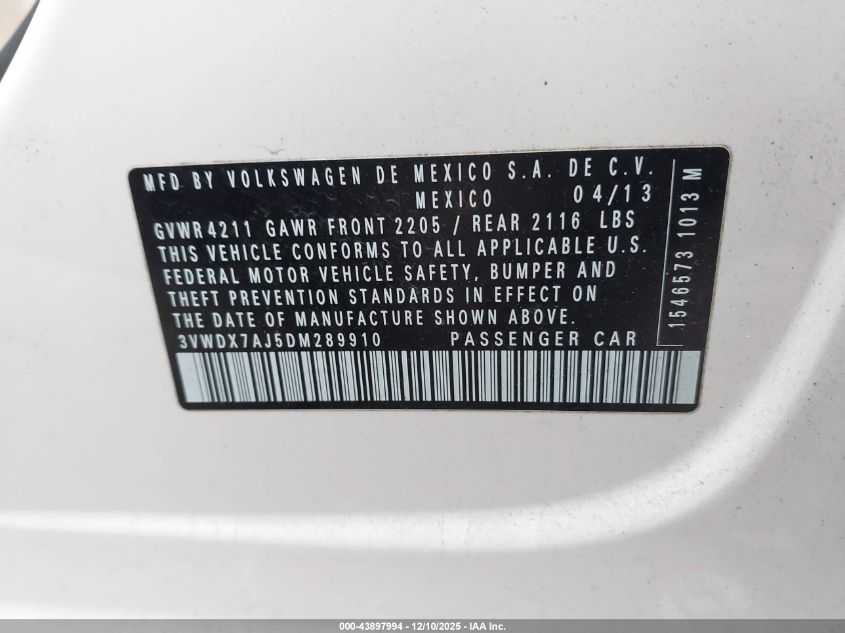 MFD BY VOLKSWAGEN DE MEXICO S.A. DE C.V.
MEXICO 04/13
GVWR 4211 GAWR FRONT 2205 / REAR 2116 LBS
THIS VEHICLE CONFORMS TO ALL APPLICABLE U.S.
FEDERAL MOTOR VEHICLE SAFETY, BUMPER AND
THEFT PREVENTION STANDARDS IN EFFECT ON
THE DATE OF MANUFACTURE SHOWN ABOVE.
3VWDX7AJ5DM289910 PASSENGER CAR
1546573 1013 M
000-43897994 — 12/10/2025 — IAA Inc.